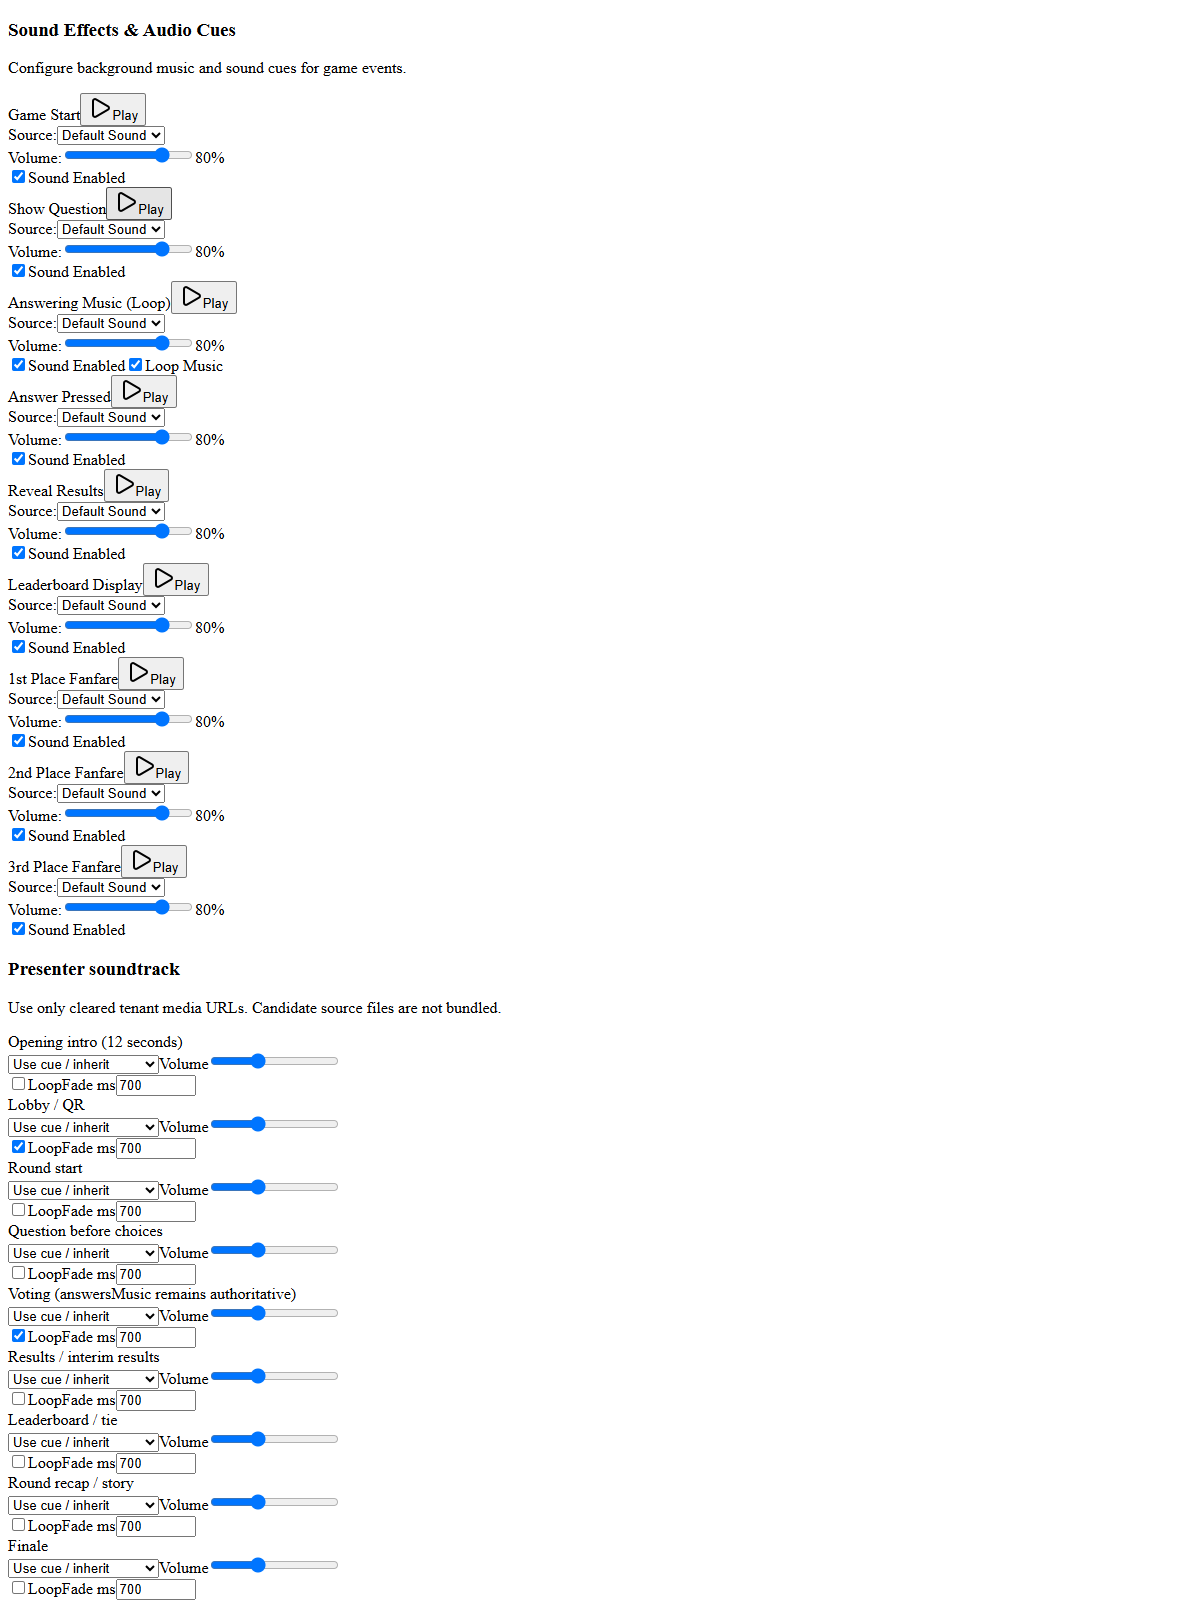 Sound Effects & Audio Cues
Configure background music and sound cues for game events.
Game Start Play
Source: Default Sound
Volume: 80%
Sound Enabled
Show Question Play
Source: Default Sound
Volume: 80%
Sound Enabled
Answering Music (Loop) Play
Source: Default Sound
Volume: 80%
Sound Enabled Loop Music
Answer Pressed Play
Source: Default Sound
Volume: 80%
Sound Enabled
Reveal Results Play
Source: Default Sound
Volume: 80%
Sound Enabled
Leaderboard Display Play
Source: Default Sound
Volume: 80%
Sound Enabled
1st Place Fanfare Play
Source: Default Sound
Volume: 80%
Sound Enabled
2nd Place Fanfare Play
Source: Default Sound
Volume: 80%
Sound Enabled
3rd Place Fanfare Play
Source: Default Sound
Volume: 80%
Sound Enabled
Presenter soundtrack
Use only cleared tenant media URLs. Candidate source files are not bundled.
Opening intro (12 seconds)
Use cue / inherit Volume
Loop Fade ms 700
Lobby / QR
Use cue / inherit Volume
Loop Fade ms 700
Round start
Use cue / inherit Volume
Loop Fade ms 700
Question before choices
Use cue / inherit Volume
Loop Fade ms 700
Voting (answersMusic remains authoritative)
Use cue / inherit Volume
Loop Fade ms 700
Results / interim results
Use cue / inherit Volume
Loop Fade ms 700
Leaderboard / tie
Use cue / inherit Volume
Loop Fade ms 700
Round recap / story
Use cue / inherit Volume
Loop Fade ms 700
Finale
Use cue / inherit Volume
Loop Fade ms 700